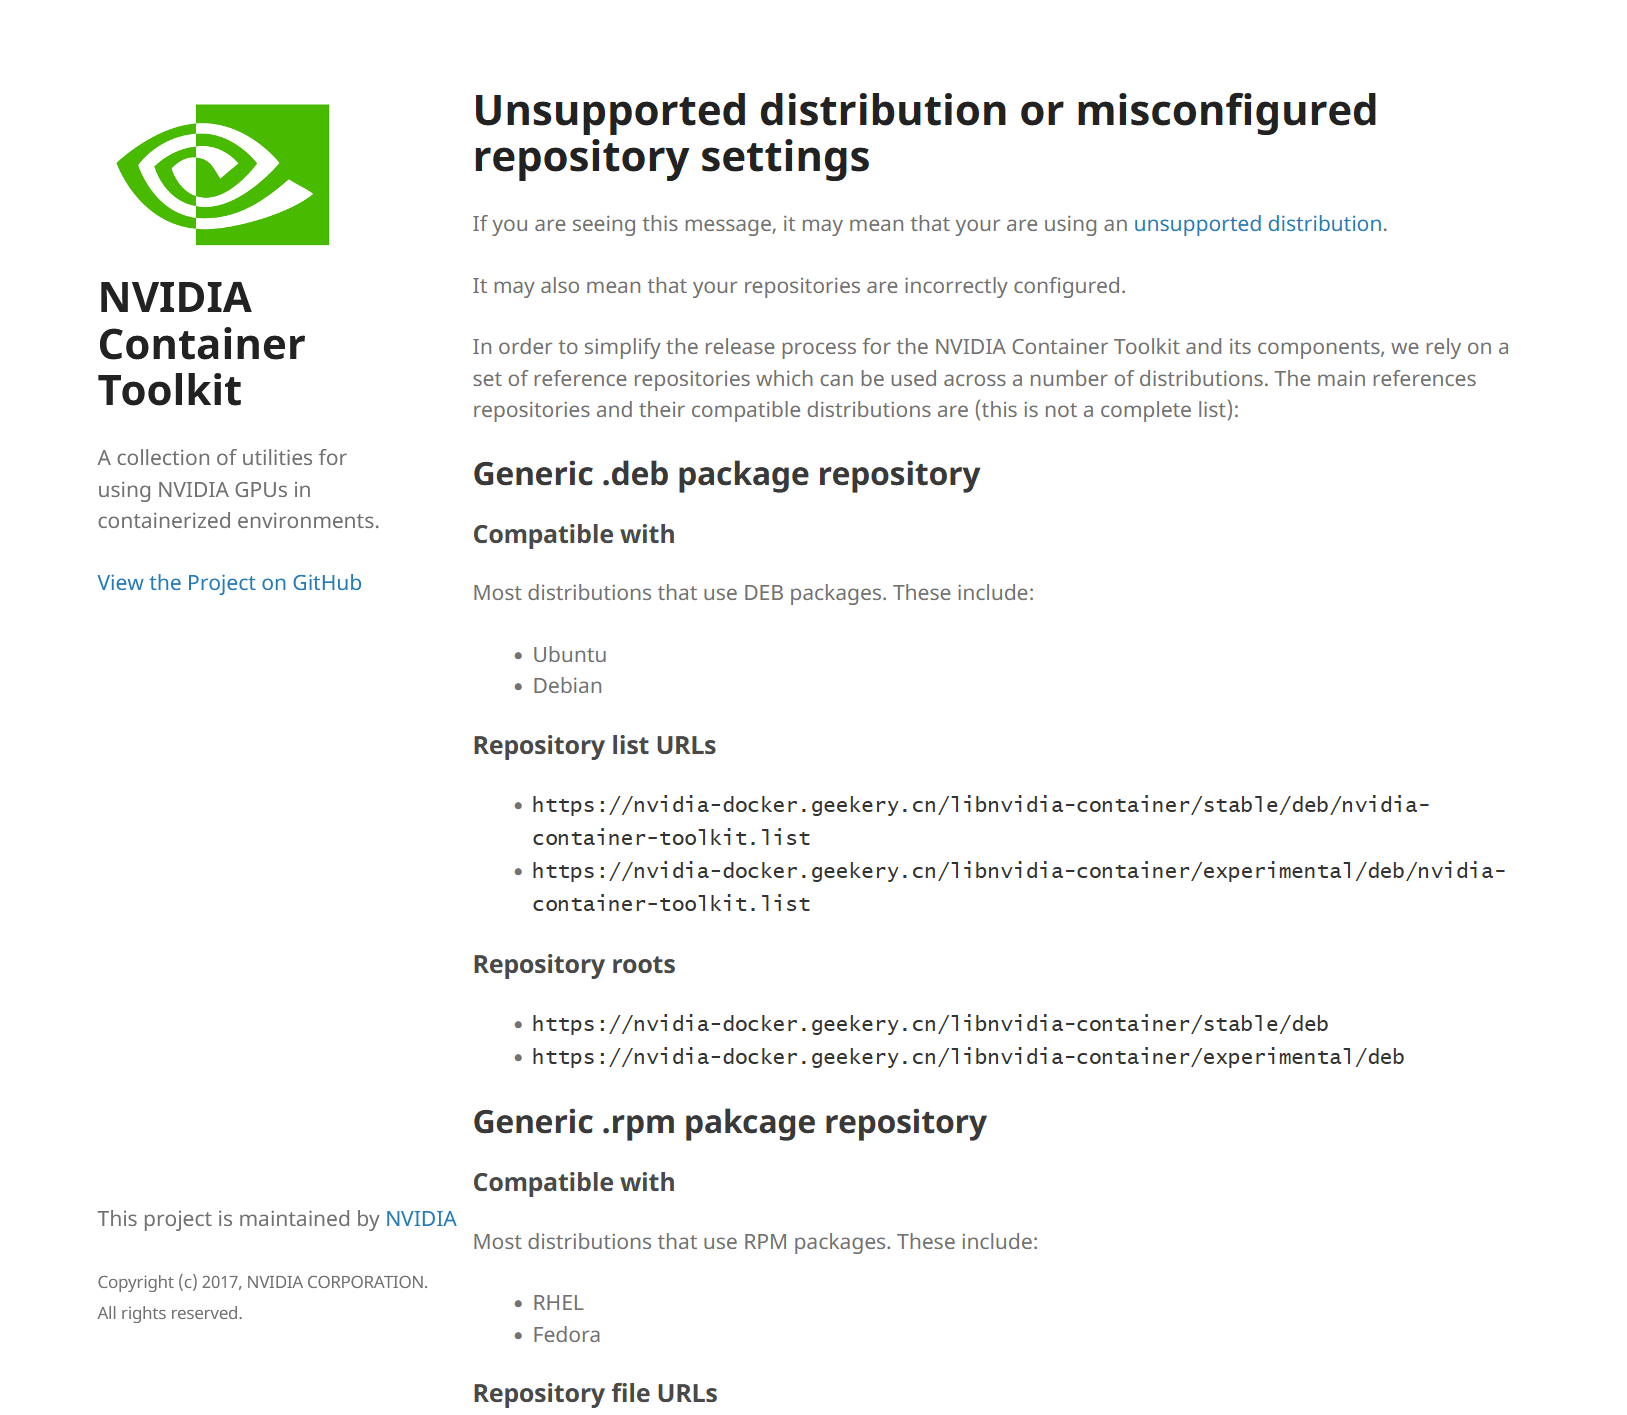 NVIDIA
Container
Toolkit
A collection of utilities for
using NVIDIA GPUs in
containerized environments.
View the Project on GitHub
This project is maintained by NVIDIA
Copyright (c) 2017, NVIDIA CORPORATION.
All rights reserved.
Unsupported distribution or misconfigured
repository settings
If you are seeing this message, it may mean that your are using an unsupported distribution.
It may also mean that your repositories are incorrectly configured.
In order to simplify the release process for the NVIDIA Container Toolkit and its components, we rely on a
set of reference repositories which can be used across a number of distributions. The main references
repositories and their compatible distributions are (this is not a complete list):
Generic .deb package repository
Compatible with
Most distributions that use DEB packages. These include:
• Ubuntu
• Debian
Repository list URLs
• https://nvidia-docker.geekery.cn/libnvidia-container/stable/deb/nvidia-
container-toolkit.list
• https://nvidia-docker.geekery.cn/libnvidia-container/experimental/deb/nvidia-
container-toolkit.list
Repository roots
• https://nvidia-docker.geekery.cn/libnvidia-container/stable/deb
• https://nvidia-docker.geekery.cn/libnvidia-container/experimental/deb
Generic .rpm pakcage repository
Compatible with
Most distributions that use RPM packages. These include:
• RHEL
• Fedora
Repository file URLs